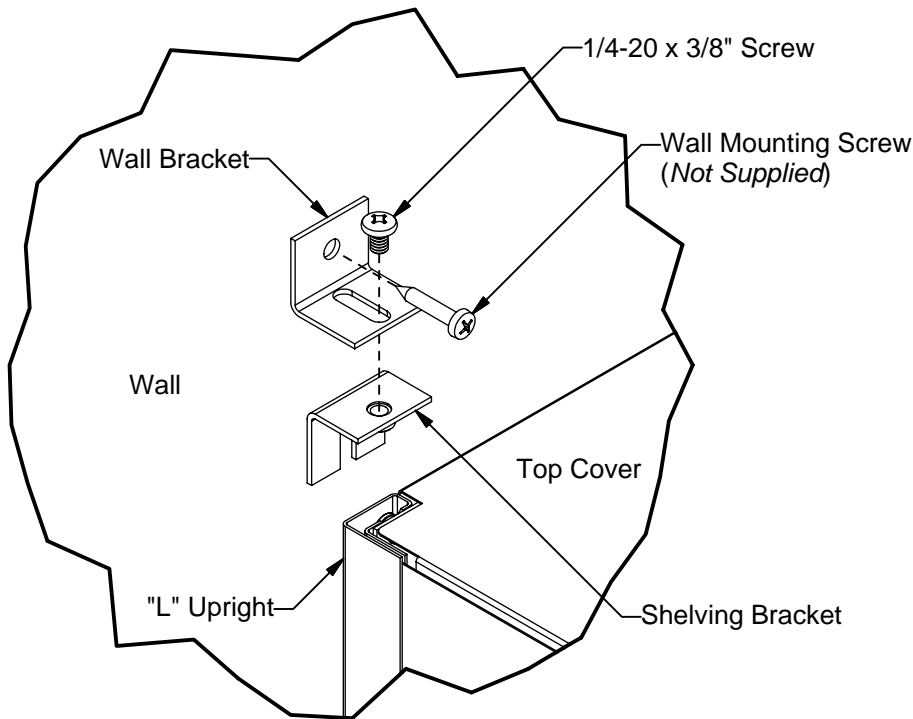 1/4-20 x 3/8" Screw
Wall Mounting Screw
(Not Supplied)
Wall Bracket
Wall
Top Cover
"L" Upright
Shelving Bracket